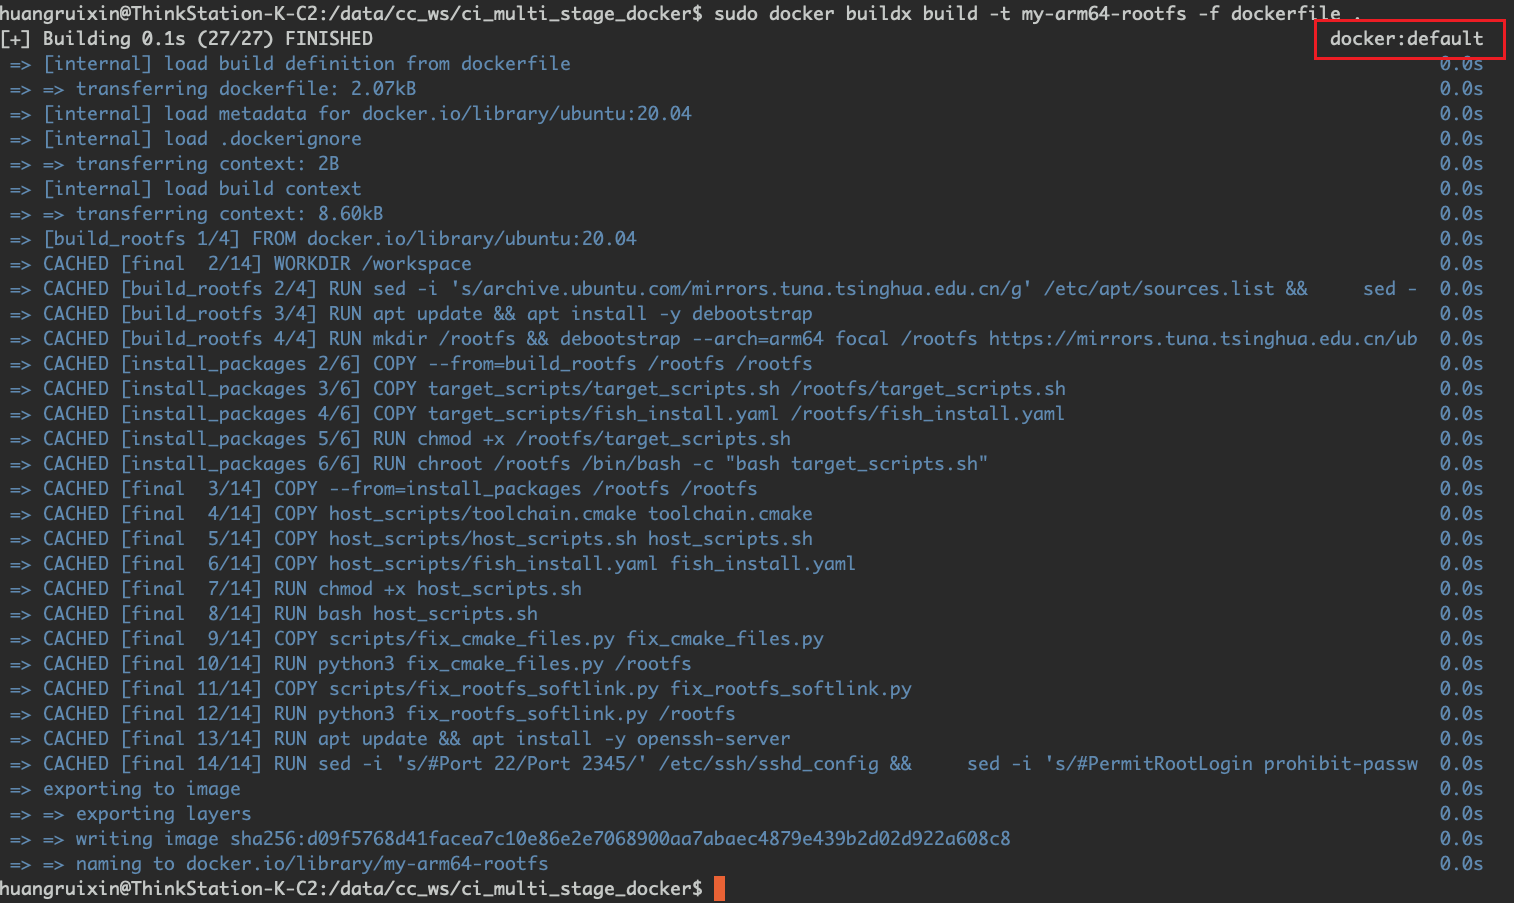 huangruixin@ThinkStation-K-C2:/data/cc_ws/ci_multi_stage_docker$ sudo docker buildx build -t my-arm64-rootfs -f dockerfile .
[+] Building 0.1s (27/27) FINISHED docker:default
=> [internal] load build definition from dockerfile 0.0s
=> => transferring dockerfile: 2.07kB 0.0s
=> [internal] load metadata for docker.io/library/ubuntu:20.04 0.0s
=> [internal] load .dockerignore 0.0s
=> => transferring context: 2B 0.0s
=> [internal] load build context 0.0s
=> => transferring context: 8.60kB 0.0s
=> [build_rootfs 1/4] FROM docker.io/library/ubuntu:20.04 0.0s
=> CACHED [final  2/14] WORKDIR /workspace 0.0s
=> CACHED [build_rootfs 2/4] RUN sed -i 's/archive.ubuntu.com/mirrors.tuna.tsinghua.edu.cn/g' /etc/apt/sources.list &&     sed - 0.0s
=> CACHED [build_rootfs 3/4] RUN apt update && apt install -y debootstrap 0.0s
=> CACHED [build_rootfs 4/4] RUN mkdir /rootfs && debootstrap --arch=arm64 focal /rootfs https://mirrors.tuna.tsinghua.edu.cn/ub 0.0s
=> CACHED [install_packages 2/6] COPY --from=build_rootfs /rootfs /rootfs 0.0s
=> CACHED [install_packages 3/6] COPY target_scripts/target_scripts.sh /rootfs/target_scripts.sh 0.0s
=> CACHED [install_packages 4/6] COPY target_scripts/fish_install.yaml /rootfs/fish_install.yaml 0.0s
=> CACHED [install_packages 5/6] RUN chmod +x /rootfs/target_scripts.sh 0.0s
=> CACHED [install_packages 6/6] RUN chroot /rootfs /bin/bash -c "bash target_scripts.sh" 0.0s
=> CACHED [final  3/14] COPY --from=install_packages /rootfs /rootfs 0.0s
=> CACHED [final  4/14] COPY host_scripts/toolchain.cmake toolchain.cmake 0.0s
=> CACHED [final  5/14] COPY host_scripts/host_scripts.sh host_scripts.sh 0.0s
=> CACHED [final  6/14] COPY host_scripts/fish_install.yaml fish_install.yaml 0.0s
=> CACHED [final  7/14] RUN chmod +x host_scripts.sh 0.0s
=> CACHED [final  8/14] RUN bash host_scripts.sh 0.0s
=> CACHED [final  9/14] COPY scripts/fix_cmake_files.py fix_cmake_files.py 0.0s
=> CACHED [final 10/14] RUN python3 fix_cmake_files.py /rootfs 0.0s
=> CACHED [final 11/14] COPY scripts/fix_rootfs_softlink.py fix_rootfs_softlink.py 0.0s
=> CACHED [final 12/14] RUN python3 fix_rootfs_softlink.py /rootfs 0.0s
=> CACHED [final 13/14] RUN apt update && apt install -y openssh-server 0.0s
=> CACHED [final 14/14] RUN sed -i 's/#Port 22/Port 2345/' /etc/ssh/sshd_config &&     sed -i 's/#PermitRootLogin prohibit-passw 0.0s
=> exporting to image 0.0s
=> => exporting layers 0.0s
=> => writing image sha256:d09f5768d41facea7c10e86e2e7068900aa7abaec4879e439b2d02d922a608c8 0.0s
=> => naming to docker.io/library/my-arm64-rootfs 0.0s
huangruixin@ThinkStation-K-C2:/data/cc_ws/ci_multi_stage_docker$